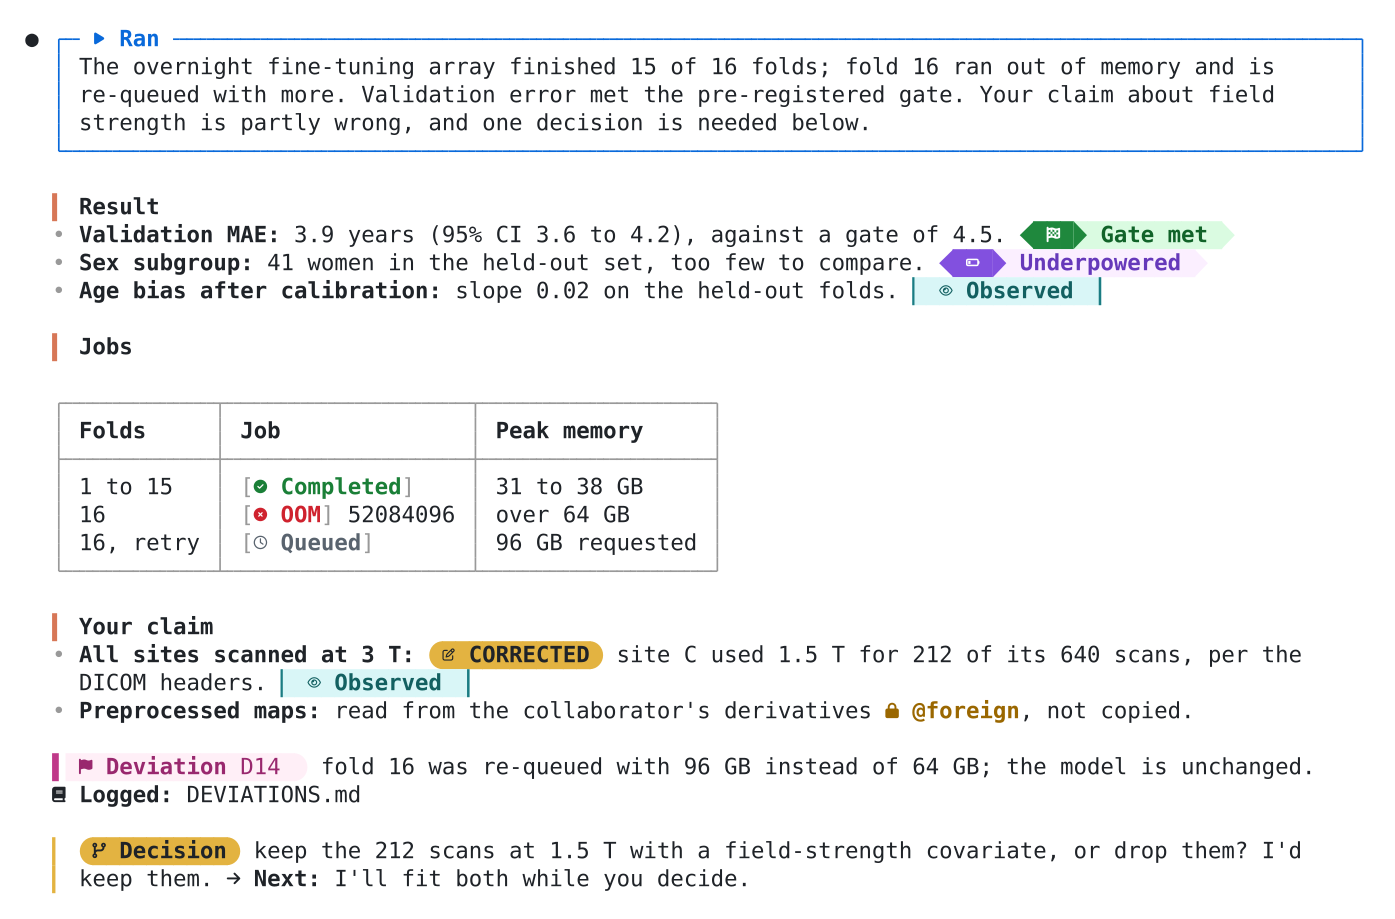 Ran
The overnight fine-tuning array finished 15 of 16 folds; fold 16 ran out of memory and is
re-queued with more. Validation error met the pre-registered gate. Your claim about field
strength is partly wrong, and one decision is needed below.
Result
• Validation MAE: 3.9 years (95% CI 3.6 to 4.2), against a gate of 4.5. Gate met
• Sex subgroup: 41 women in the held-out set, too few to compare. Underpowered
• Age bias after calibration: slope 0.02 on the held-out folds. Observed
Jobs
Folds Job Peak memory
1 to 15 [Completed] 31 to 38 GB
16 [OOM] 52084096 over 64 GB
16, retry [Queued] 96 GB requested
Your claim
• All sites scanned at 3 T: CORRECTED site C used 1.5 T for 212 of its 640 scans, per the
DICOM headers. Observed
• Preprocessed maps: read from the collaborator's derivatives @foreign, not copied.
Deviation D14 fold 16 was re-queued with 96 GB instead of 64 GB; the model is unchanged.
Logged: DEVIATIONS.md
Decision keep the 212 scans at 1.5 T with a field-strength covariate, or drop them? I'd
keep them. → Next: I'll fit both while you decide.